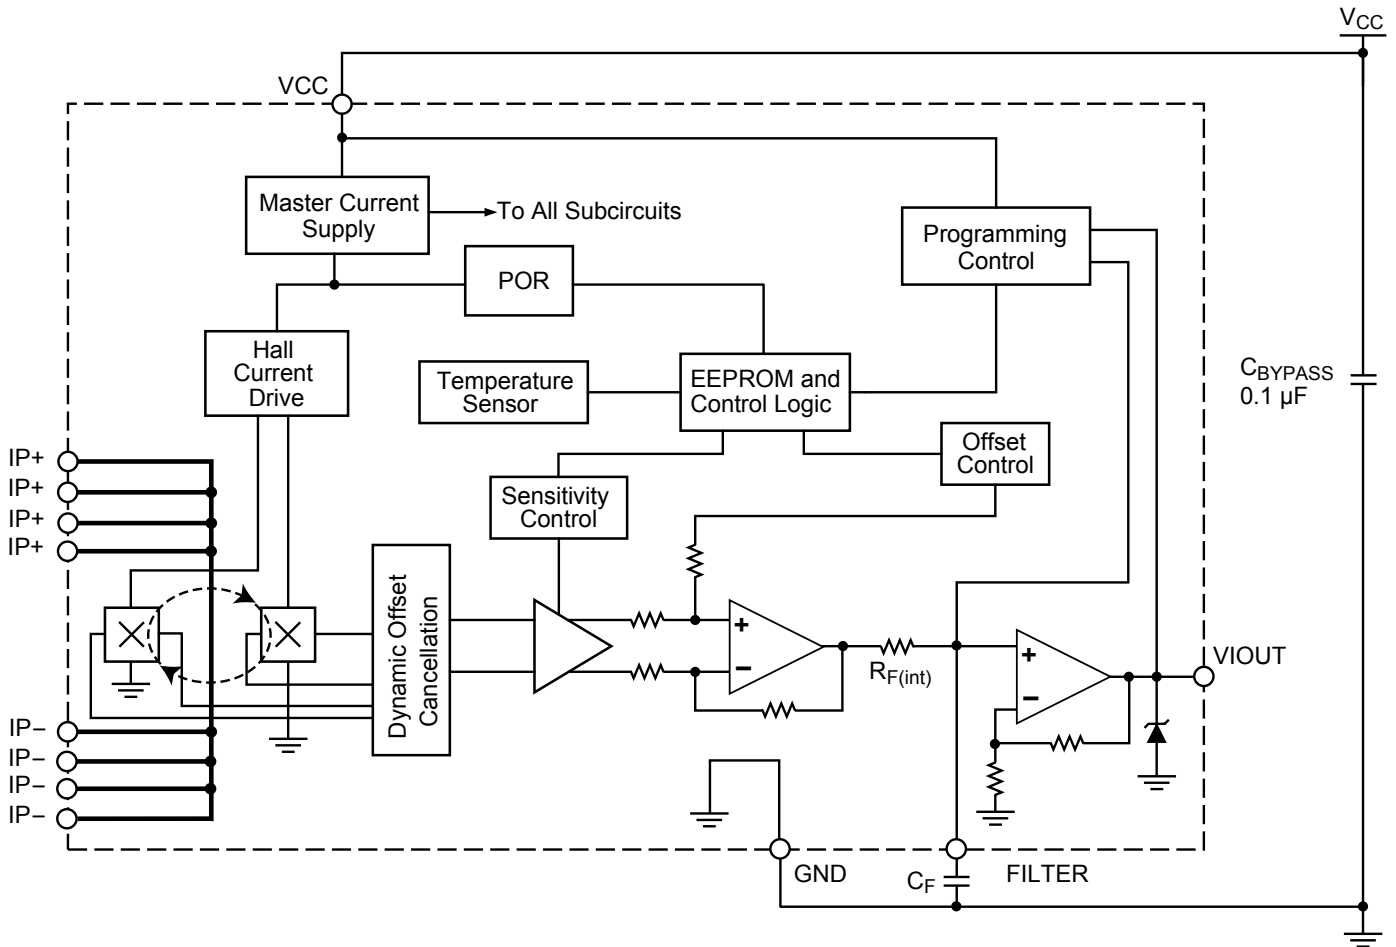 VCC
VCC
Master Current
Supply
To All Subcircuits
Programming
Control
POR
Hall
Current
Drive
Temperature
Sensor
EEPROM and
Control Logic
CBYPASS
0.1 µF
Offset
Control
IP+
IP+
IP+
IP+
Sensitivity
Control
Dynamic Offset
Cancellation
+
−
RF(int)
+
−
VIOUT
IP−
IP−
IP−
IP−
GND
CF
FILTER